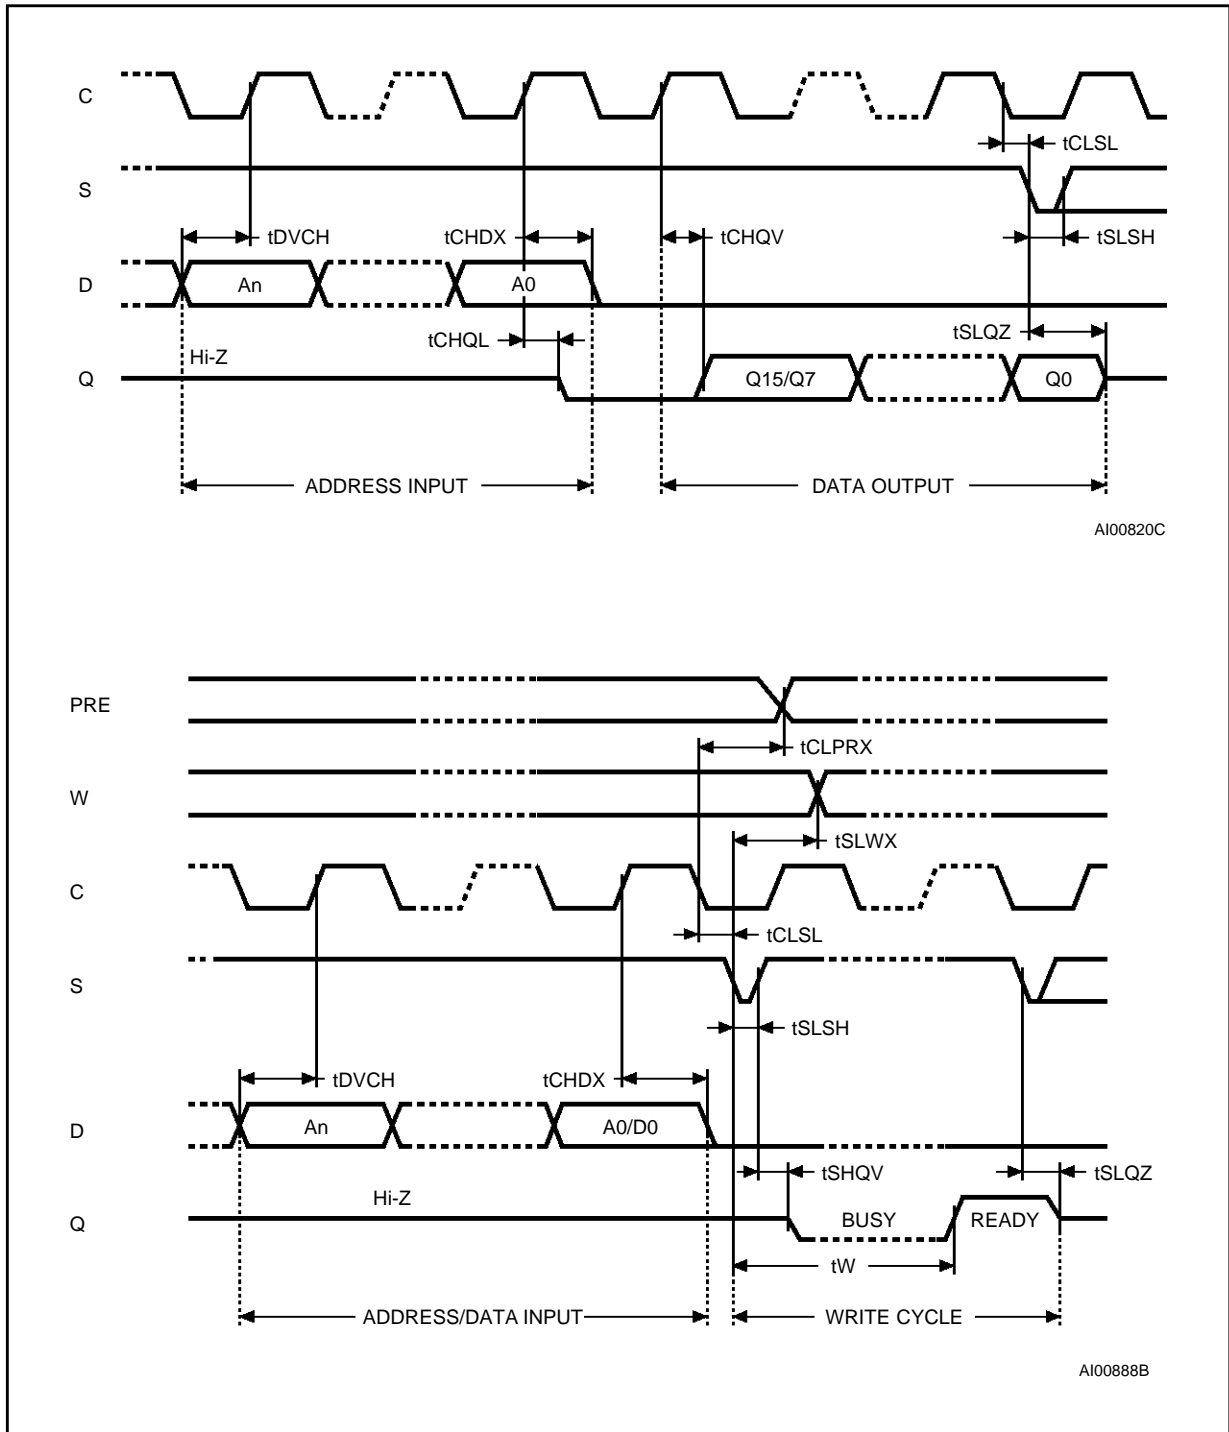 C
tCLSL
S
tDVCH
tCHDX
tCHQV
tSLSH
D
An
A0
tCHQL
tSLQZ
Hi-Z
Q
Q15/Q7
Q0
ADDRESS INPUT
DATA OUTPUT
AI00820C
PRE
tCLPRX
W
tSLWX
C
tCLSL
S
tSLSH
tDVCH
tCHDX
D
An
A0/D0
tSHQV
tSLQZ
Hi-Z
Q
BUSY
READY
tW
ADDRESS/DATA INPUT
WRITE CYCLE
AI00888B